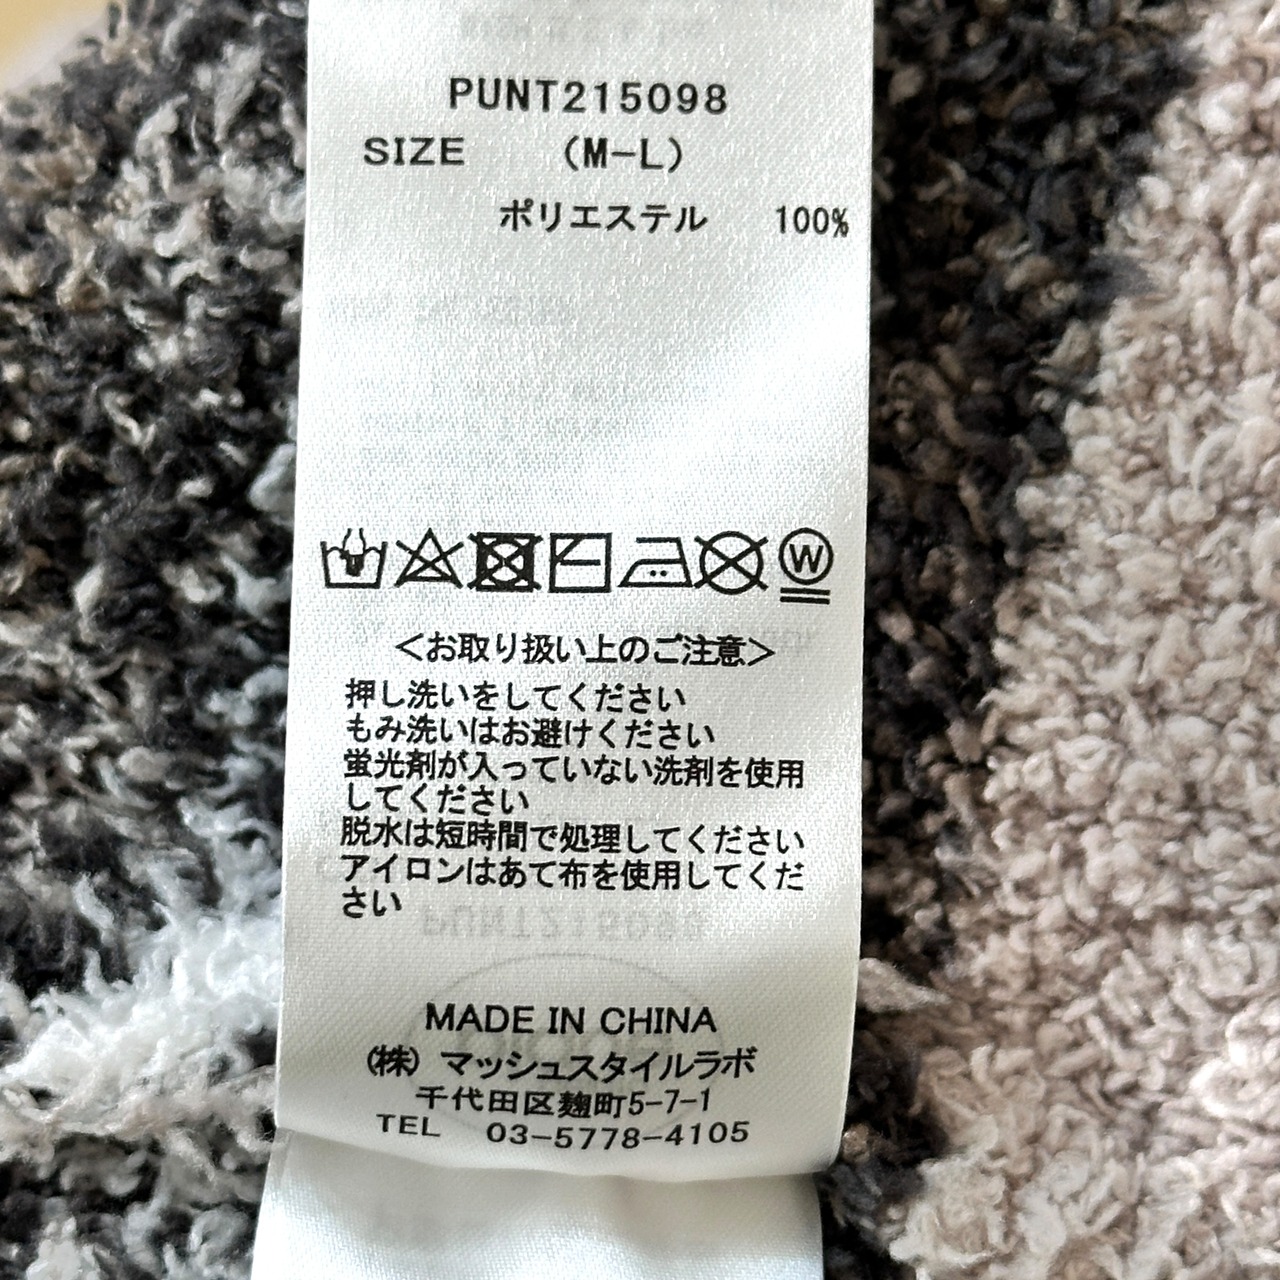 PUNT215098
SIZE (M-L)
ポリエステル 100%
W
<お取り扱い上のご注意>
押し洗いをしてください
もみ洗いはお避けください
蛍光剤が入っていない洗剤を使用
してください
脱水は短時間で処理してください
アイロンはあて布を使用してくだ
さい
MADE IN CHINA
(株) マッシュスタイルラボ
千代田区麹町5-7-1
TEL 03-5778-4105